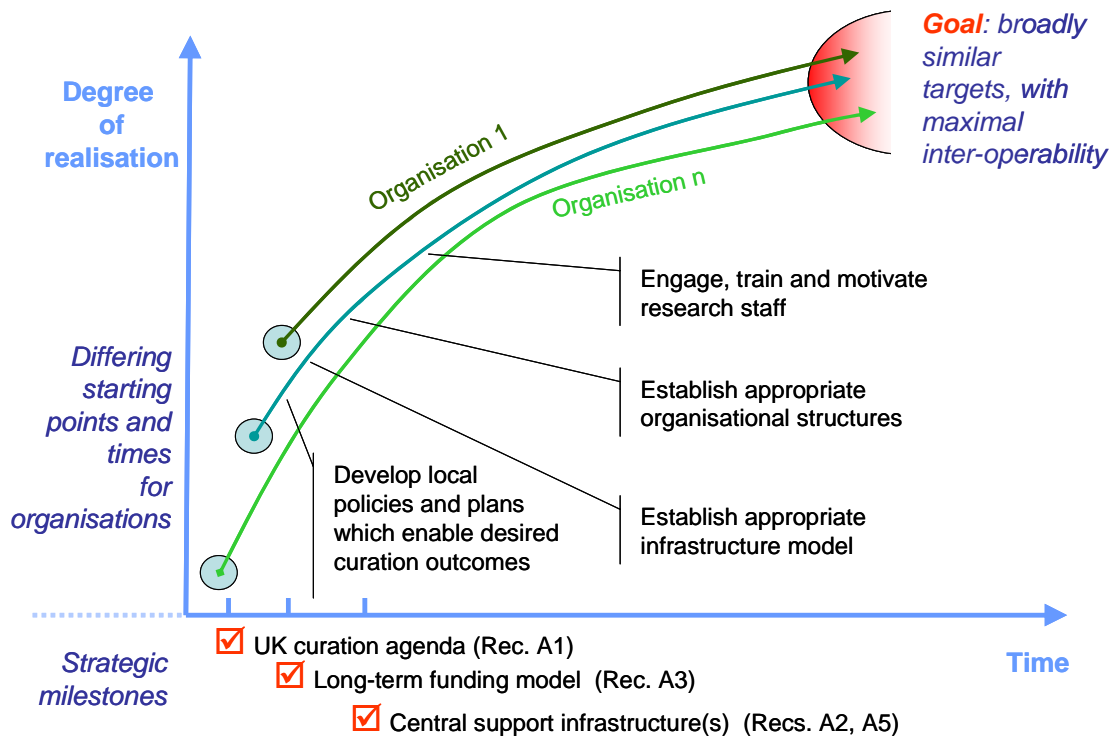 Goal: broadly
similar
targets, with
maximal
inter-operability
Degree
of
realisation
Organisation 1
Organisation n
Engage, train and motivate
research staff
Differing
starting
points and
times
for
organisations
Establish appropriate
organisational structures
Develop local
policies and plans
which enable desired
curation outcomes
Establish appropriate
infrastructure model
Strategic
milestones
UK curation agenda (Rec. A1)
Long-term funding model (Rec. A3)
Central support infrastructure(s) (Recs. A2, A5)
Time